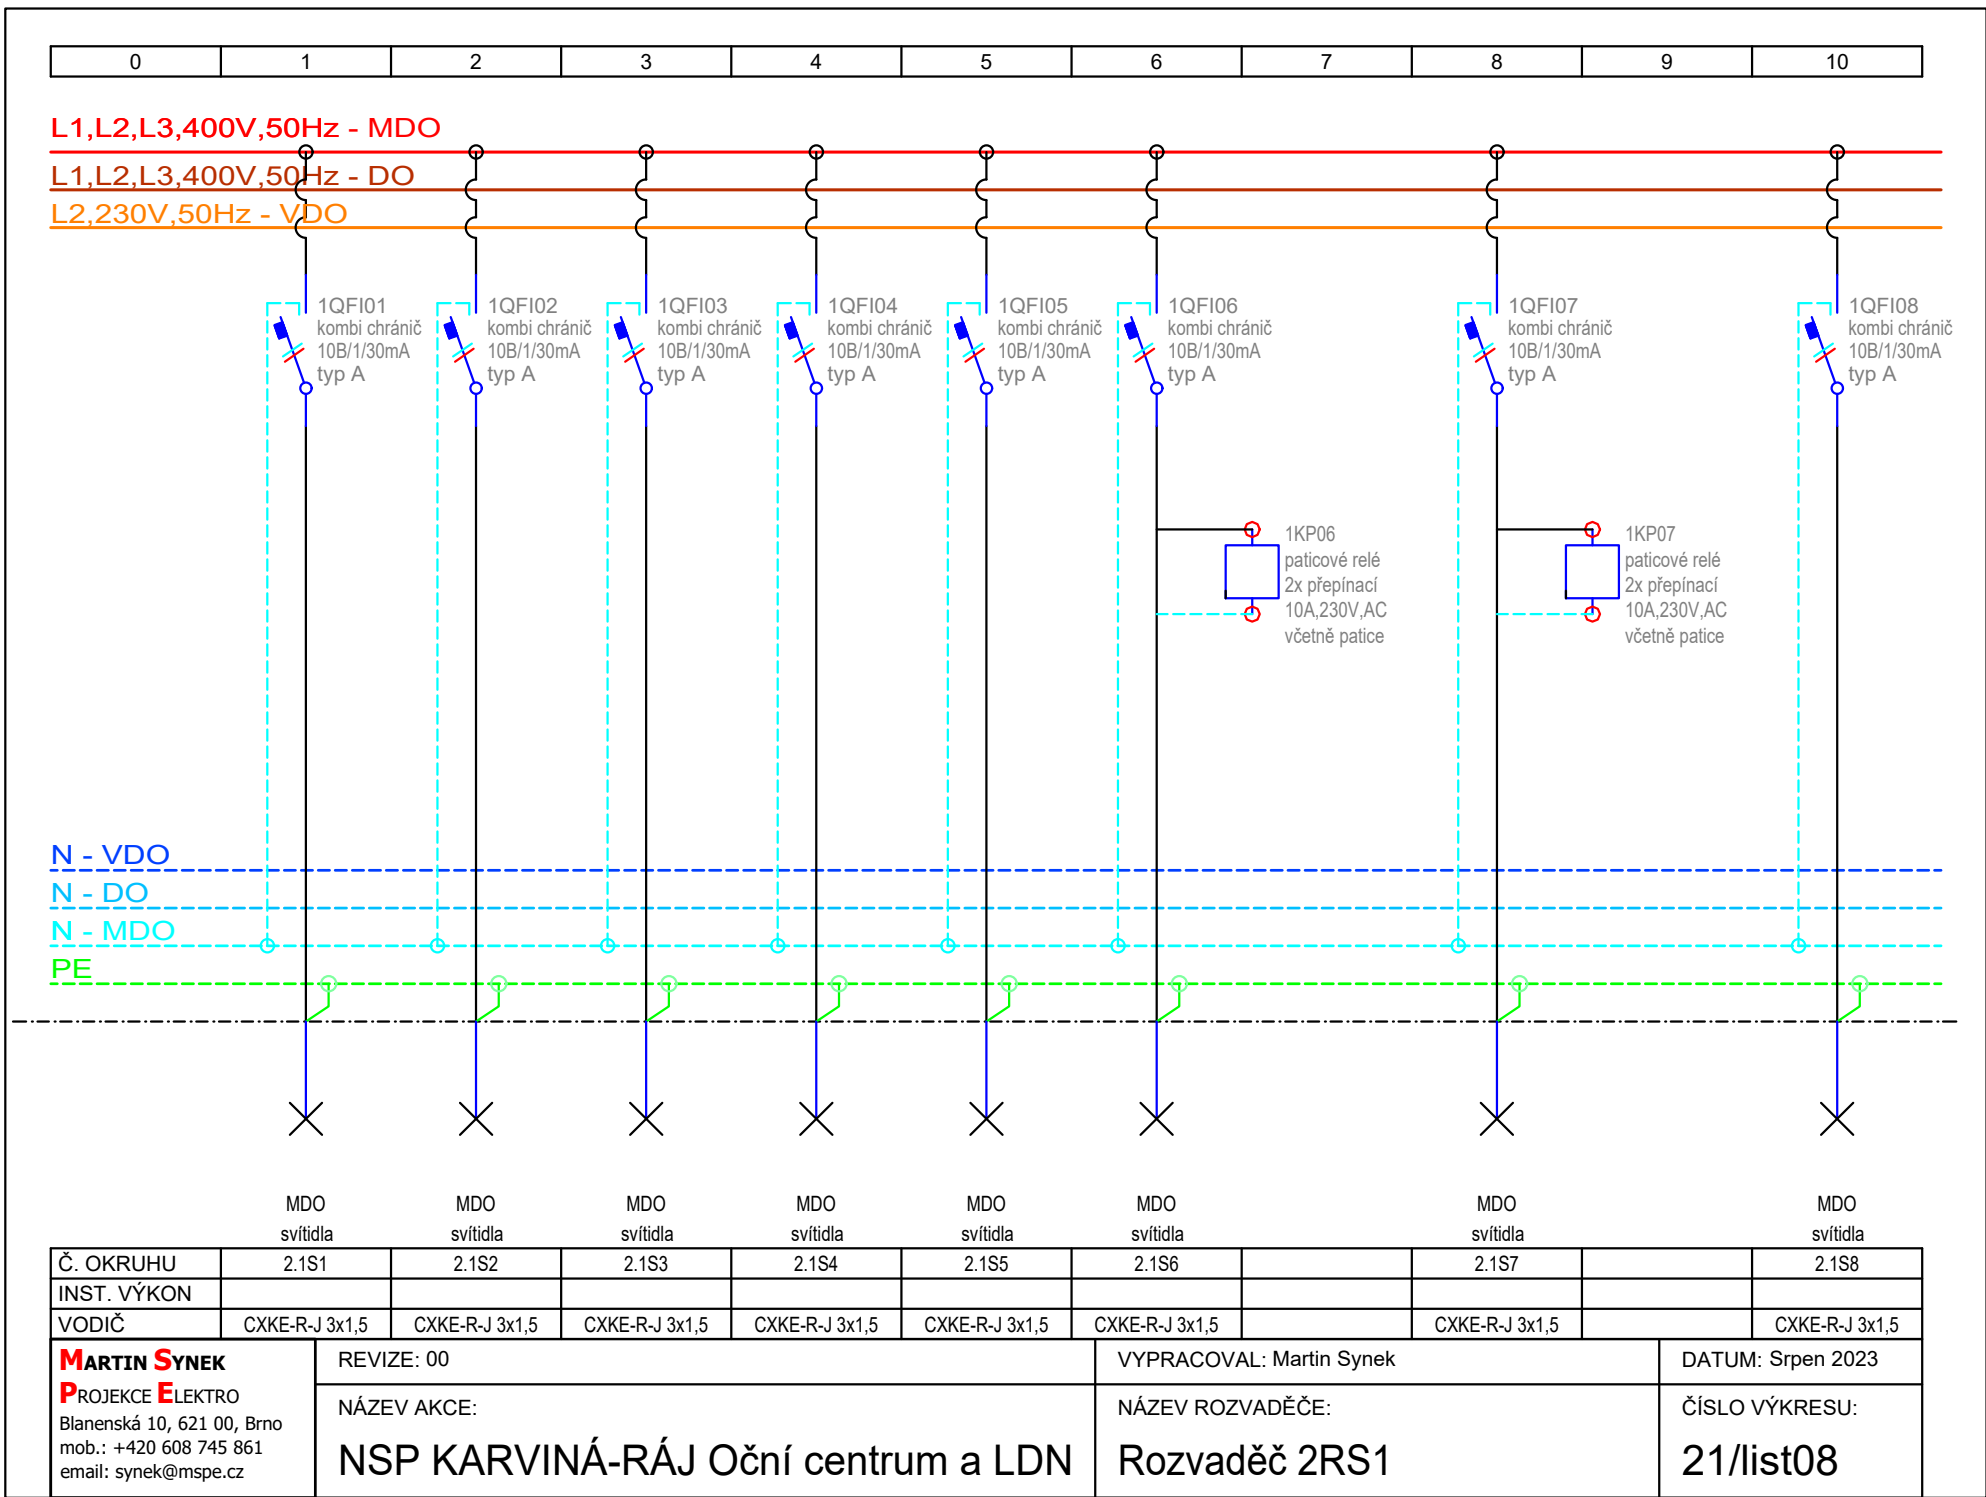 0 1 2 3 4 5 6 7 8 9 10
L1,L2,L3,400V,50Hz - MDO
L1,L2,L3,400V,50Hz - DO
L2,230V,50Hz - VDO
1QFI01 1QFI02 1QFI03 1QFI04 1QFI05 1QFI06 1QFI07 1QFI08
kombi chránič kombi chránič kombi chránič kombi chránič kombi chránič kombi chránič kombi chránič kombi chránič
10B/1/30mA 10B/1/30mA 10B/1/30mA 10B/1/30mA 10B/1/30mA 10B/1/30mA 10B/1/30mA 10B/1/30mA
typ A typ A typ A typ A typ A typ A typ A typ A
1KP06 1KP07
paticové relé paticové relé
2x přepínací 2x přepínací
10A,230V,AC 10A,230V,AC
včetně patice včetně patice
N - VDO
N - DO
N - MDO
PE
MDO MDO MDO MDO MDO MDO MDO MDO
svítidla svítidla svítidla svítidla svítidla svítidla svítidla svítidla
Č. OKRUHU 2.1S1 2.1S2 2.1S3 2.1S4 2.1S5 2.1S6 2.1S7 2.1S8
INST. VÝKON
VODIČ CXKE-R-J 3x1,5 CXKE-R-J 3x1,5 CXKE-R-J 3x1,5 CXKE-R-J 3x1,5 CXKE-R-J 3x1,5 CXKE-R-J 3x1,5 CXKE-R-J 3x1,5 CXKE-R-J 3x1,5
MARTIN SYNEK
PROJEKCE ELEKTRO
Blanenská 10, 621 00, Brno
mob.: +420 608 745 861
email: synek@mspe.cz
REVIZE: 00
VYPRACOVAL: Martin Synek
DATUM: Srpen 2023
NÁZEV AKCE:
NSP KARVINÁ-RÁJ Oční centrum a LDN
NÁZEV ROZVADĚČE:
Rozvaděč 2RS1
ČÍSLO VÝKRESU:
21/list08